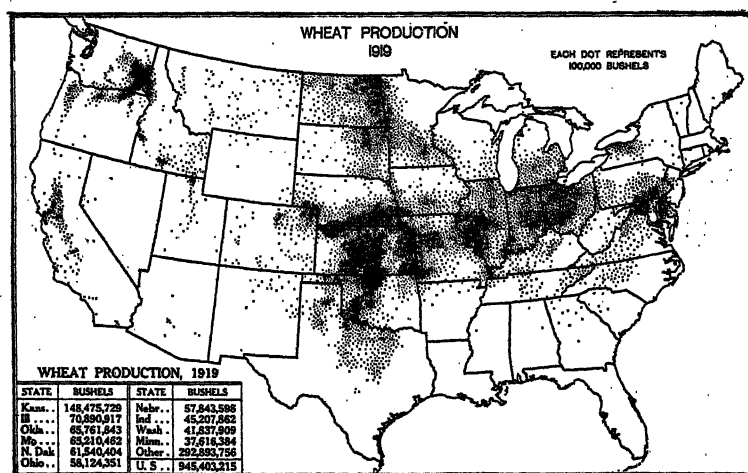 WHEAT PRODUCTION
1919
EACH DOT REPRESENTS
100,000 BUSHELS
WHEAT PRODUCTION, 1919
STATE BUSHELS STATE BUSHELS
Kans.. 148,475,729 Nebr.. 57,843,598
Ill .... 70,890,917 Ind ... 45,207,862
Okla.. 65,761,843 Wash. 41,837,909
Mo... 65,210,462 Minn. 37,616,384
N. Dak 61,540,404 Other. 292,893,756
Ohio.. 58,124,351 U. S .. 945,403,215